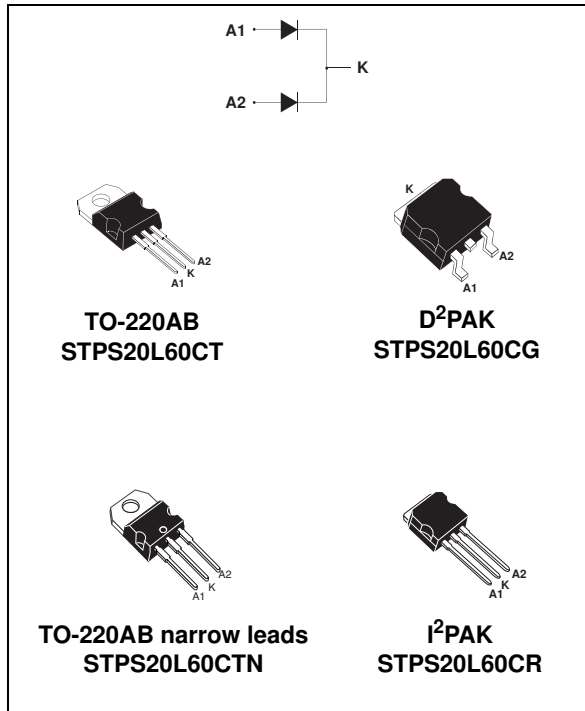 A1
K
A2
A2
K
A1
TO-220AB
STPS20L60CT
K
A2
A1
D²PAK
STPS20L60CG
A2
K
A1
TO-220AB narrow leads
STPS20L60CTN
A2
K
A1
I²PAK
STPS20L60CR